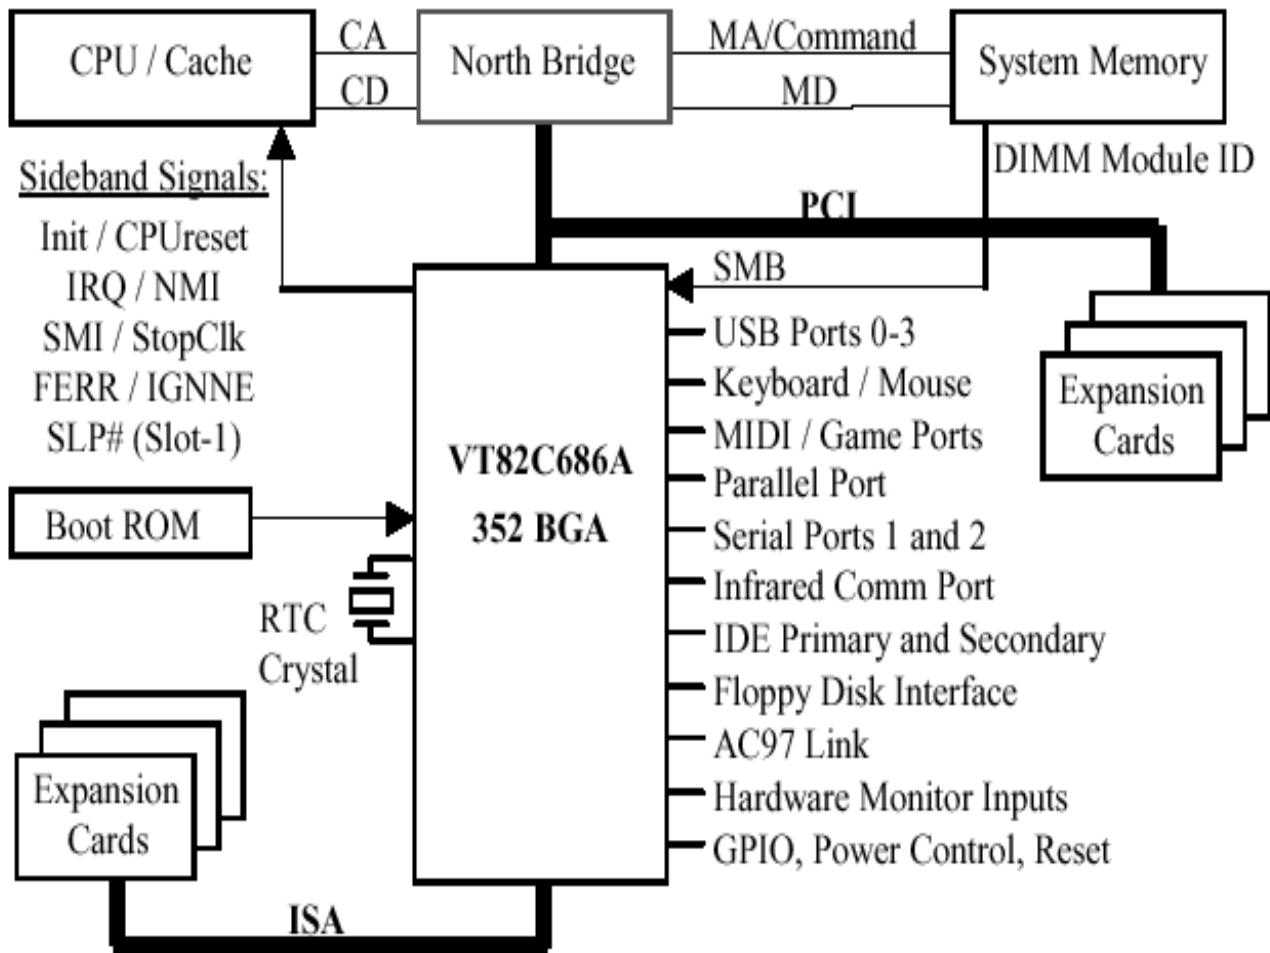 CPU / Cache
CA
CD
North Bridge
MA/Command
MD
System Memory
DIMM Module ID
Sideband Signals:
Init / CPUreset
IRQ / NMI
SMI / StopClk
FERR / IGNNE
SLP# (Slot-1)
PCI
SMB
USB Ports 0-3
Keyboard / Mouse
MIDI / Game Ports
Parallel Port
Serial Ports 1 and 2
Infrared Comm Port
IDE Primary and Secondary
Floppy Disk Interface
AC97 Link
Hardware Monitor Inputs
GPIO, Power Control, Reset
Expansion
Cards
VT82C686A
352 BGA
Boot ROM
RTC
Crystal
Expansion
Cards
ISA